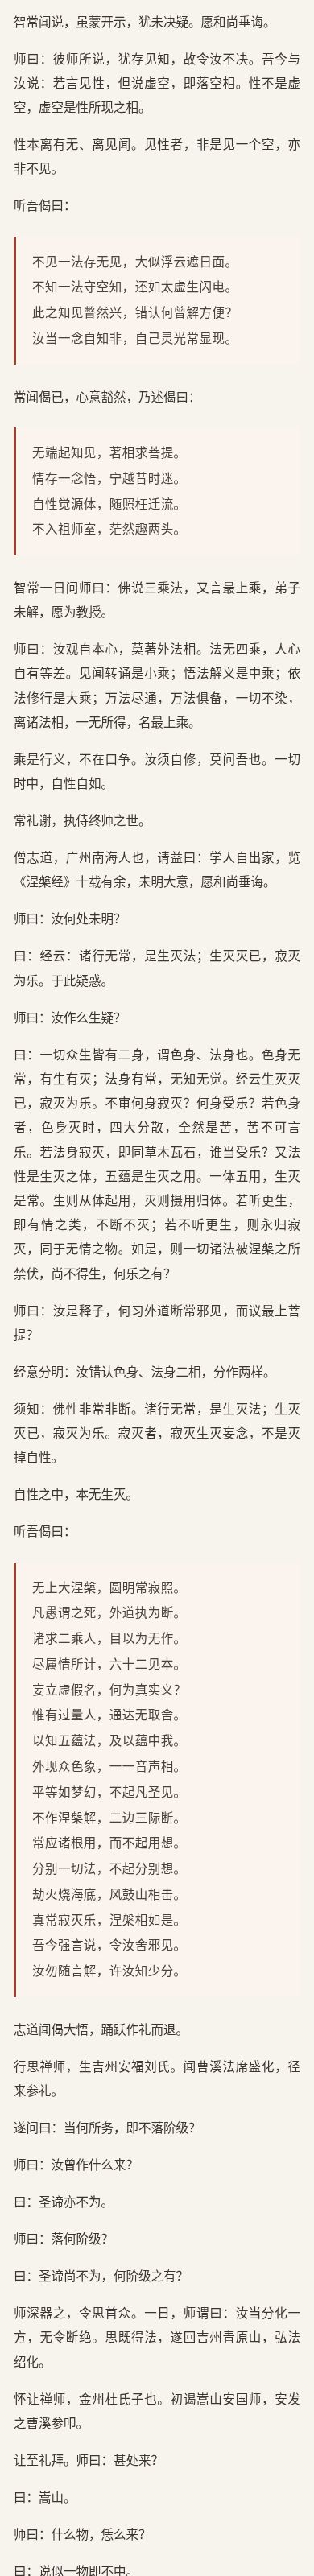 智常闻说，虽蒙开示，犹未决疑。愿和尚垂诲。
师曰：彼师所说，犹存见知，故令汝不决。吾今与
汝说：若言见性，但说虚空，即落空相。性不是虚
空，虚空是性所现之相。
性本离有无、离见闻。见性者，非是见一个空，亦
非不见。
听吾偈曰：
不见一法存无见，大似浮云遮日面。
不知一法守空知，还如太虚生闪电。
此之知见瞥然兴，错认何曾解方便？
汝当一念自知非，自己灵光常显现。
常闻偈已，心意豁然，乃述偈曰：
无端起知见，著相求菩提。
情存一念悟，宁越昔时迷。
自性觉源体，随照枉迁流。
不入祖师室，茫然趣两头。
智常一日问师曰：佛说三乘法，又言最上乘，弟子
未解，愿为教授。
师曰：汝观自本心，莫著外法相。法无四乘，人心
自有等差。见闻转诵是小乘；悟法解义是中乘；依
法修行是大乘；万法尽通，万法俱备，一切不染，
离诸法相，一无所得，名最上乘。
乘是行义，不在口争。汝须自修，莫问吾也。一切
时中，自性自如。
常礼谢，执侍终师之世。
僧志道，广州南海人也，请益曰：学人自出家，览
《涅槃经》十载有余，未明大意，愿和尚垂诲。
师曰：汝何处未明？
曰：经云：诸行无常，是生灭法；生灭灭已，寂灭
为乐。于此疑惑。
师曰：汝作么生疑？
曰：一切众生皆有二身，谓色身、法身也。色身无
常，有生有灭；法身有常，无知无觉。经云生灭灭
已，寂灭为乐。不审何身寂灭？何身受乐？若色身
者，色身灭时，四大分散，全然是苦，苦不可言
乐。若法身寂灭，即同草木瓦石，谁当受乐？又法
性是生灭之体，五蕴是生灭之用。一体五用，生灭
是常。生则从体起用，灭则摄用归体。若听更生，
即有情之类，不断不灭；若不听更生，则永归寂
灭，同于无情之物。如是，则一切诸法被涅槃之所
禁伏，尚不得生，何乐之有？
师曰：汝是释子，何习外道断常邪见，而议最上菩
提？
经意分明：汝错认色身、法身二相，分作两样。
须知：佛性非常非断。诸行无常，是生灭法；生灭
灭已，寂灭为乐。寂灭者，寂灭生灭妄念，不是灭
掉自性。
自性之中，本无生灭。
听吾偈曰：
无上大涅槃，圆明常寂照。
凡愚谓之死，外道执为断。
诸求二乘人，目以为无作。
尽属情所计，六十二见本。
妄立虚假名，何为真实义？
惟有过量人，通达无取舍。
以知五蕴法，及以蕴中我。
外现众色象，一一音声相。
平等如梦幻，不起凡圣见。
不作涅槃解，二边三际断。
常应诸根用，而不起用想。
分别一切法，不起分别想。
劫火烧海底，风鼓山相击。
真常寂灭乐，涅槃相如是。
吾今强言说，令汝舍邪见。
汝勿随言解，许汝知少分。
志道闻偈大悟，踊跃作礼而退。
行思禅师，生吉州安福刘氏。闻曹溪法席盛化，径
来参礼。
遂问曰：当何所务，即不落阶级？
师曰：汝曾作什么来？
曰：圣谛亦不为。
师曰：落何阶级？
曰：圣谛尚不为，何阶级之有？
师深器之，令思首众。一日，师谓曰：汝当分化一
方，无令断绝。思既得法，遂回吉州青原山，弘法
绍化。
怀让禅师，金州杜氏子也。初谒嵩山安国师，安发
之曹溪参叩。
让至礼拜。师曰：甚处来？
曰：嵩山。
师曰：什么物，恁么来？
曰：说似一物即不中。